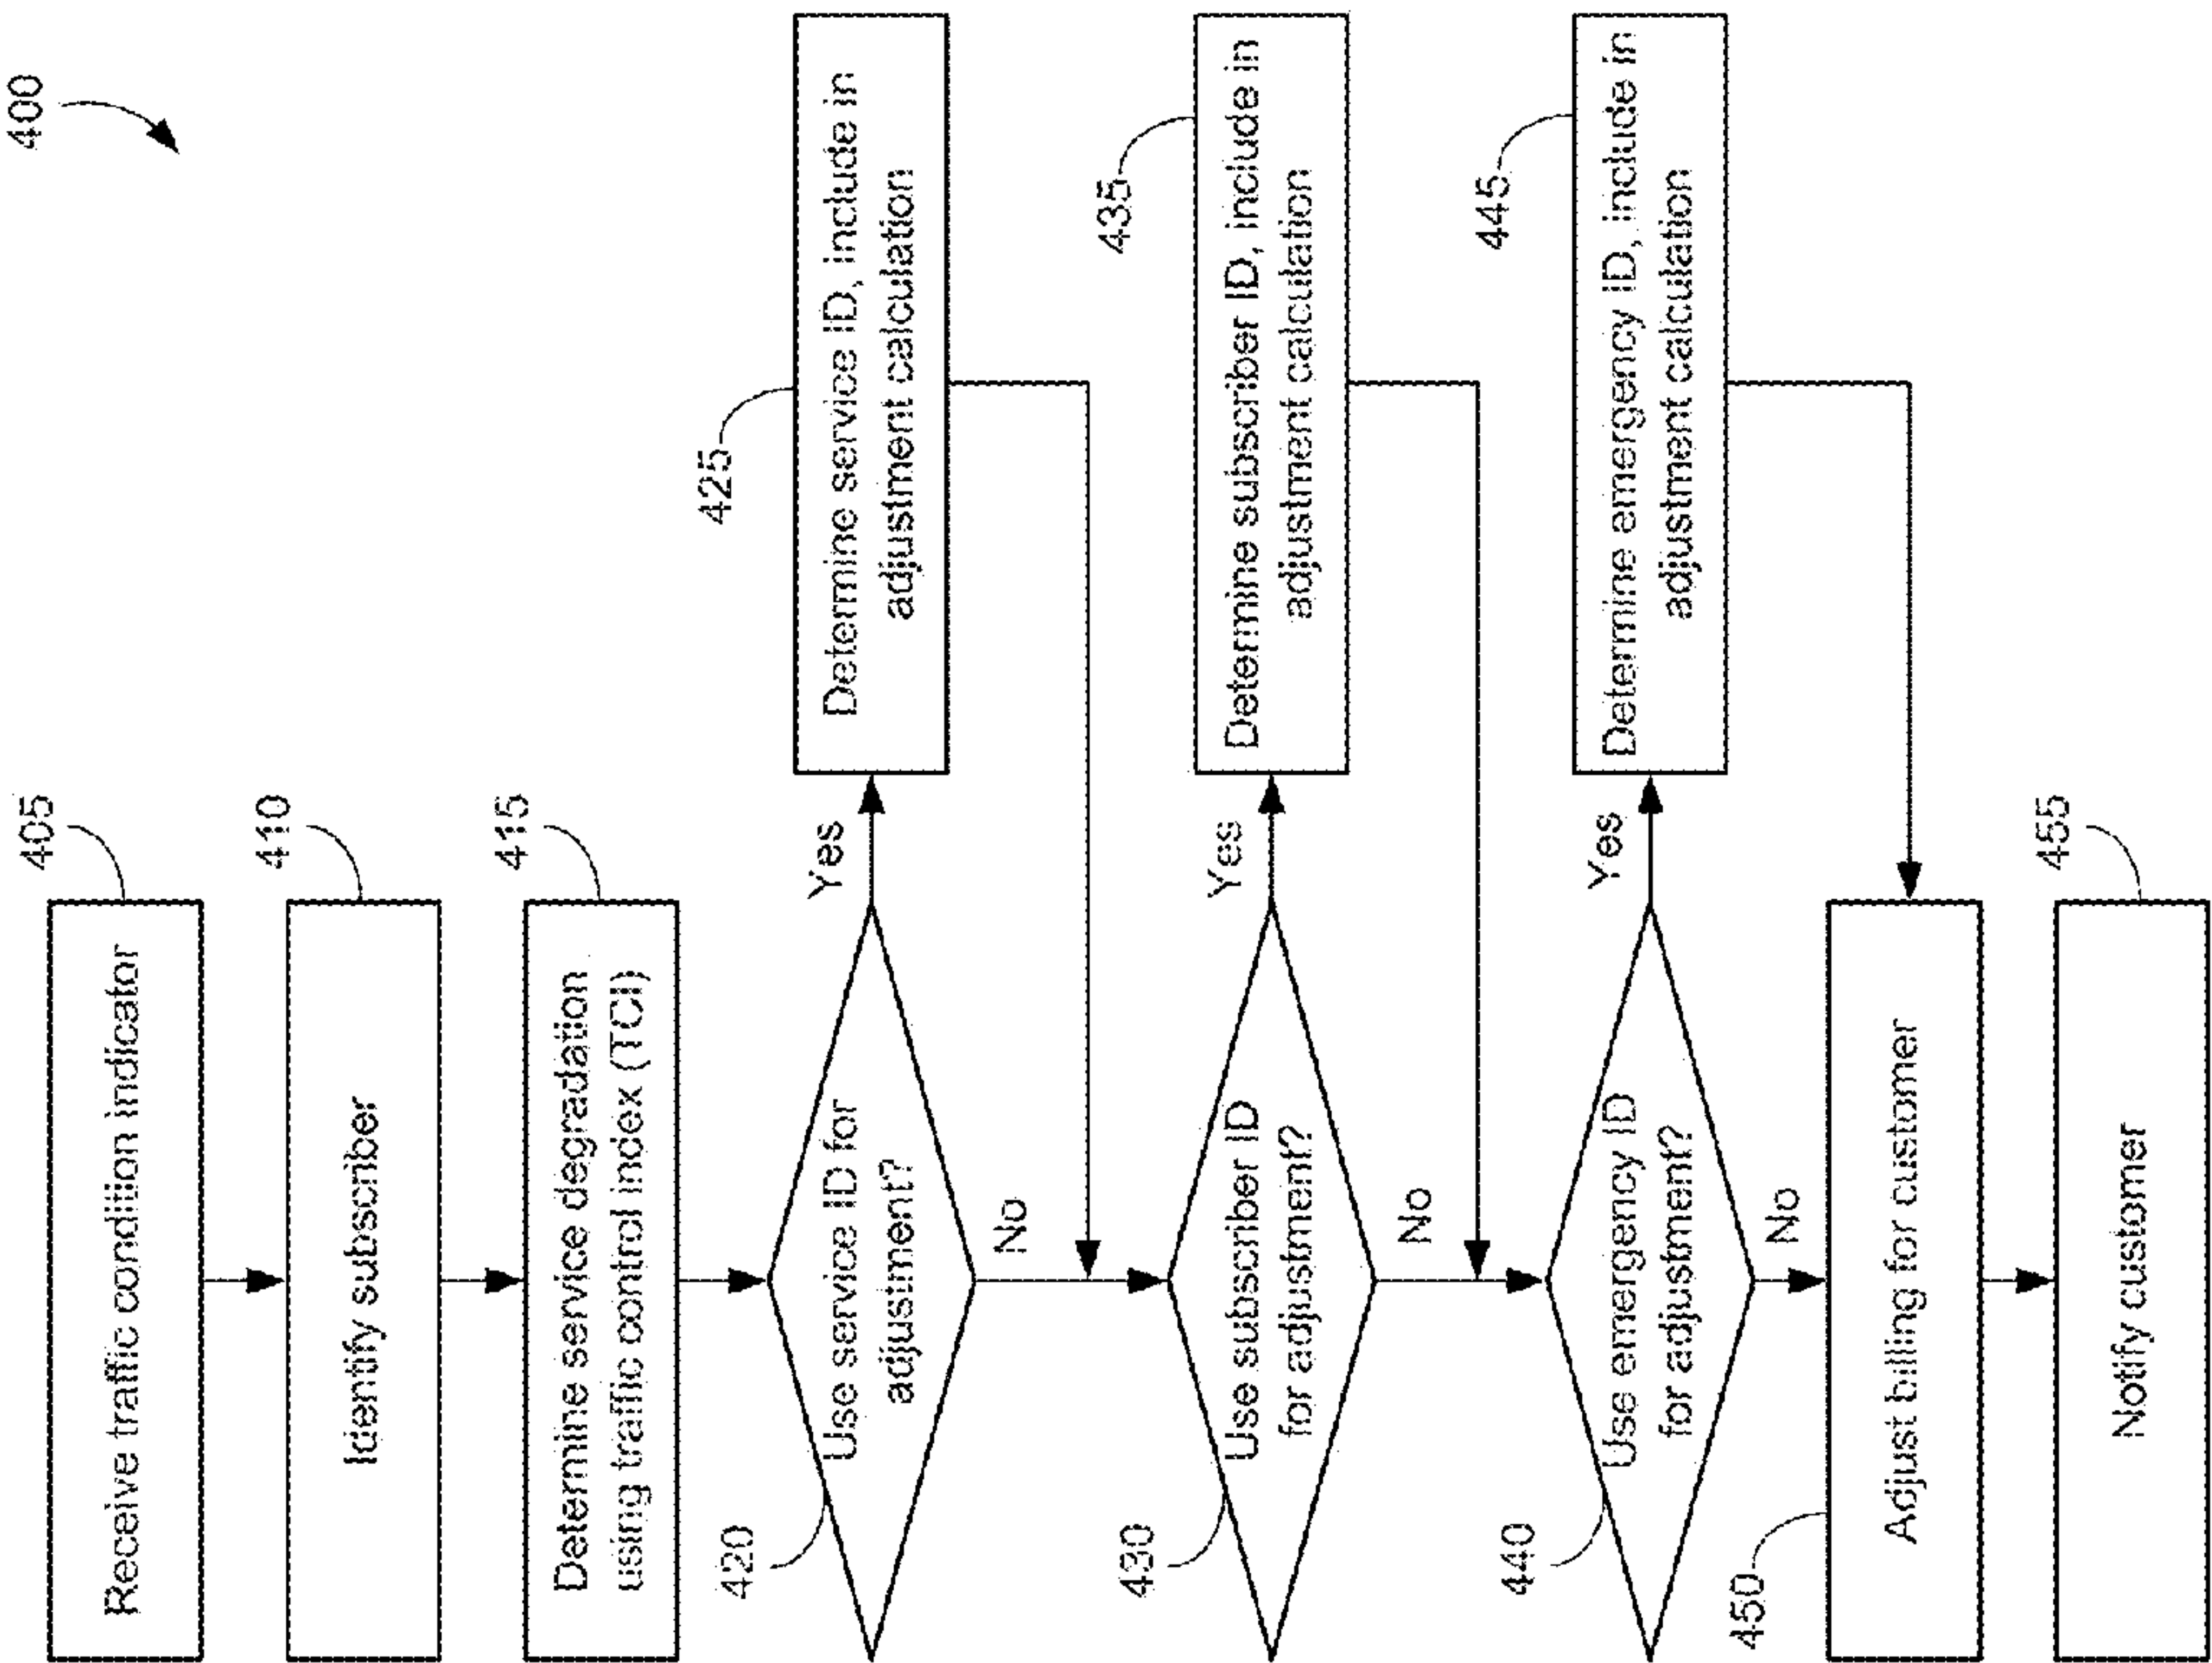 400
405
Receive traffic condition indicator
410
Identify subscriber
415
Determine service degradation
using traffic control index (TCI)
420
Use service ID for
adjustment?
Yes
425
Determine service ID, include in
adjustment calculation
No
430
Use subscriber ID
for adjustment?
Yes
435
Determine subscriber ID, include in
adjustment calculation
No
440
Use emergency ID
for adjustment?
Yes
445
Determine emergency ID, include in
adjustment calculation
No
450
Adjust billing for customer
455
Notify customer